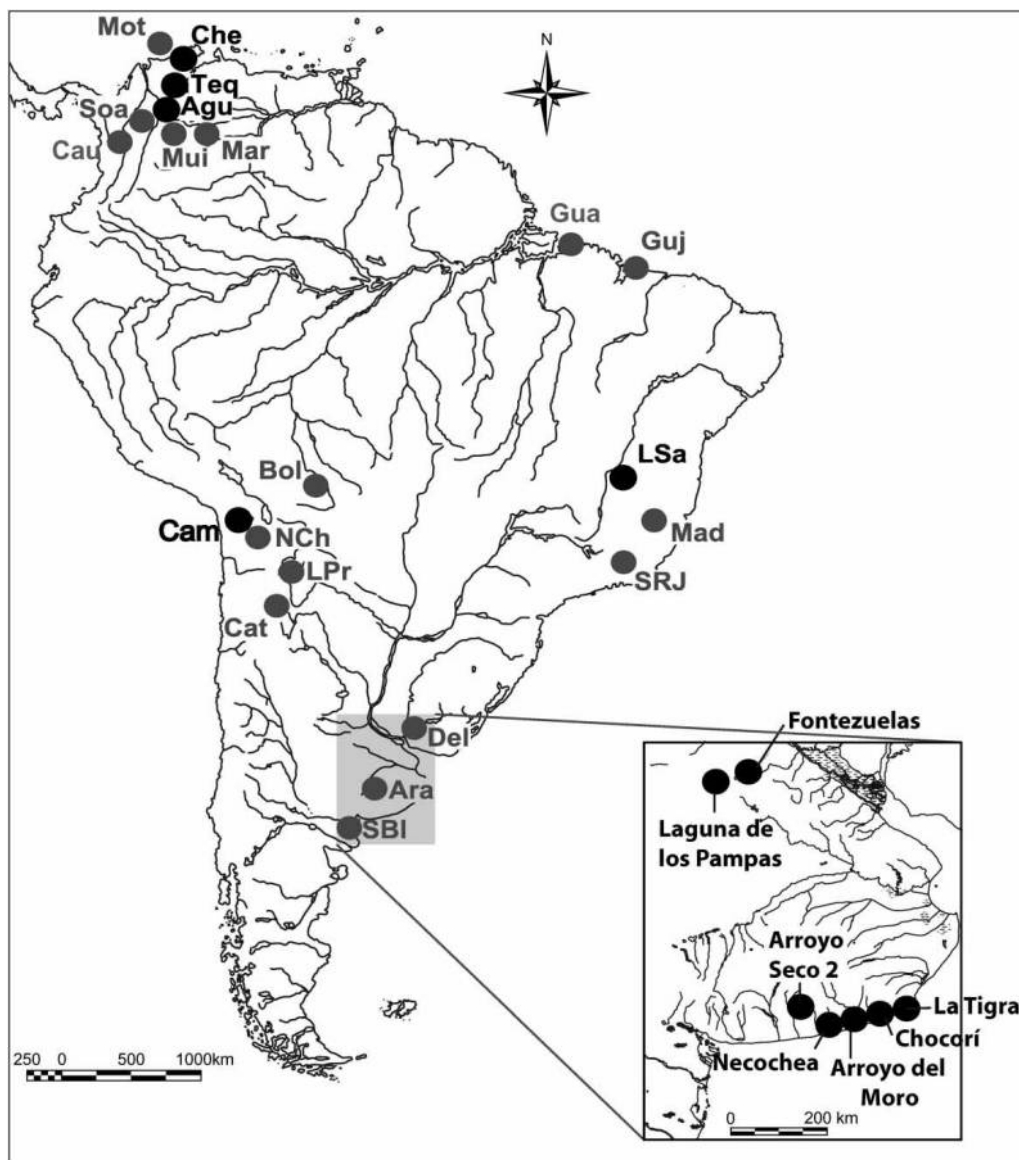 Mot
Che
N
Teq
Soa
Agu
Cau
Mui
Mar
Gua
Guj
LSa
Bol
Cam
NCh
Mad
LPr
SRJ
Cat
Del
Ara
SBl
Fontezuelas
Laguna de
los Pampas
Arroyo
Seco 2
La Tigra
Chocorí
Necochea
Arroyo del
Moro
250 0 500 1000km
0 200 km